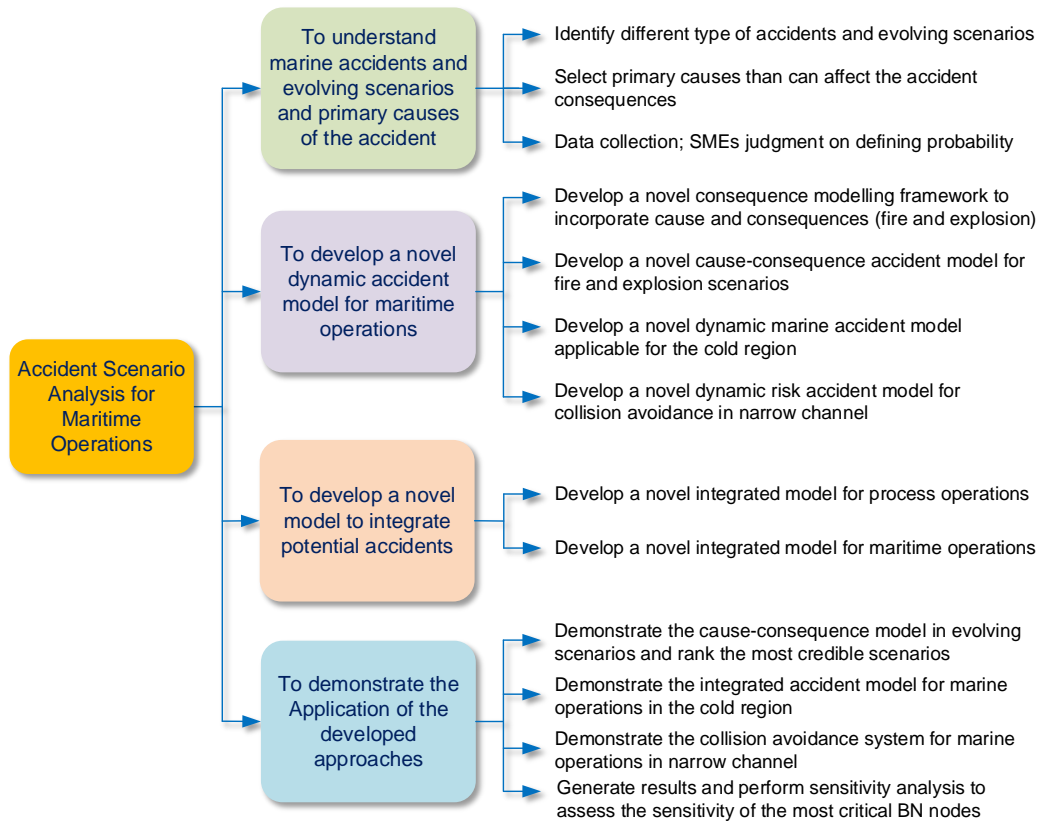 Accident Scenario
Analysis for
Maritime
Operations
To understand
marine accidents and
evolving scenarios
and primary causes
of the accident
Identify different type of accidents and evolving scenarios
Select primary causes than can affect the accident
consequences
Data collection; SMEs judgment on defining probability
To develop a novel
dynamic accident
model for maritime
operations
Develop a novel consequence modelling framework to
incorporate cause and consequences (fire and explosion)
Develop a novel cause-consequence accident model for
fire and explosion scenarios
Develop a novel dynamic marine accident model
applicable for the cold region
Develop a novel dynamic risk accident model for
collision avoidance in narrow channel
To develop a novel
model to integrate
potential accidents
Develop a novel integrated model for process operations
Develop a novel integrated model for maritime operations
To demonstrate the
Application of the
developed
approaches
Demonstrate the cause-consequence model in evolving
scenarios and rank the most credible scenarios
Demonstrate the integrated accident model for marine
operations in the cold region
Demonstrate the collision avoidance system for marine
operations in narrow channel
Generate results and perform sensitivity analysis to
assess the sensitivity of the most critical BN nodes